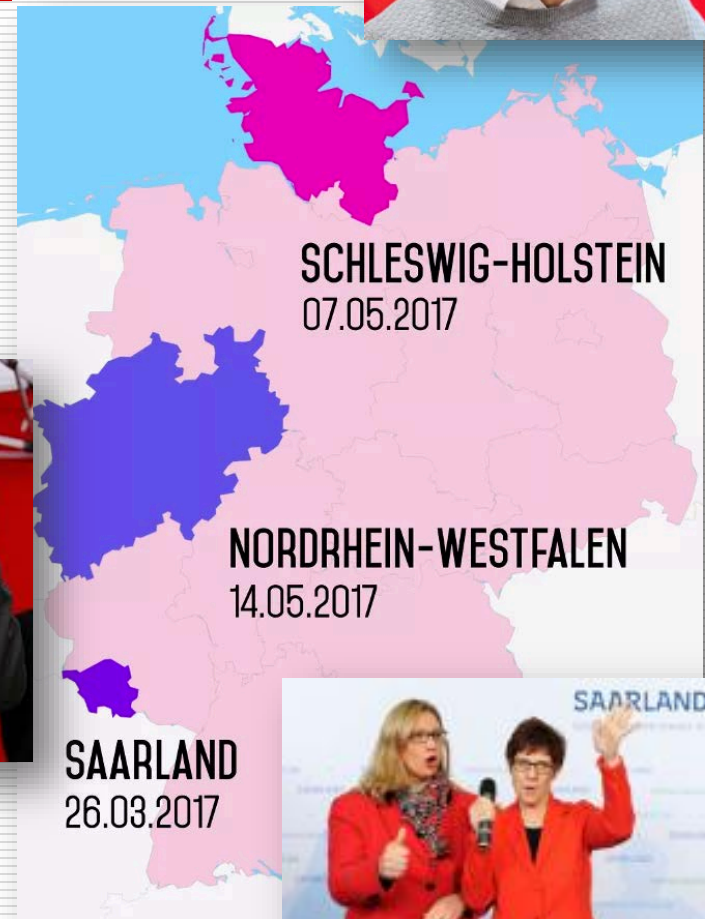 SCHLESWIG-HOLSTEIN
07.05.2017
NORDRHEIN-WESTFALEN
14.05.2017
SAARLAND
SAARLAND
26.03.2017